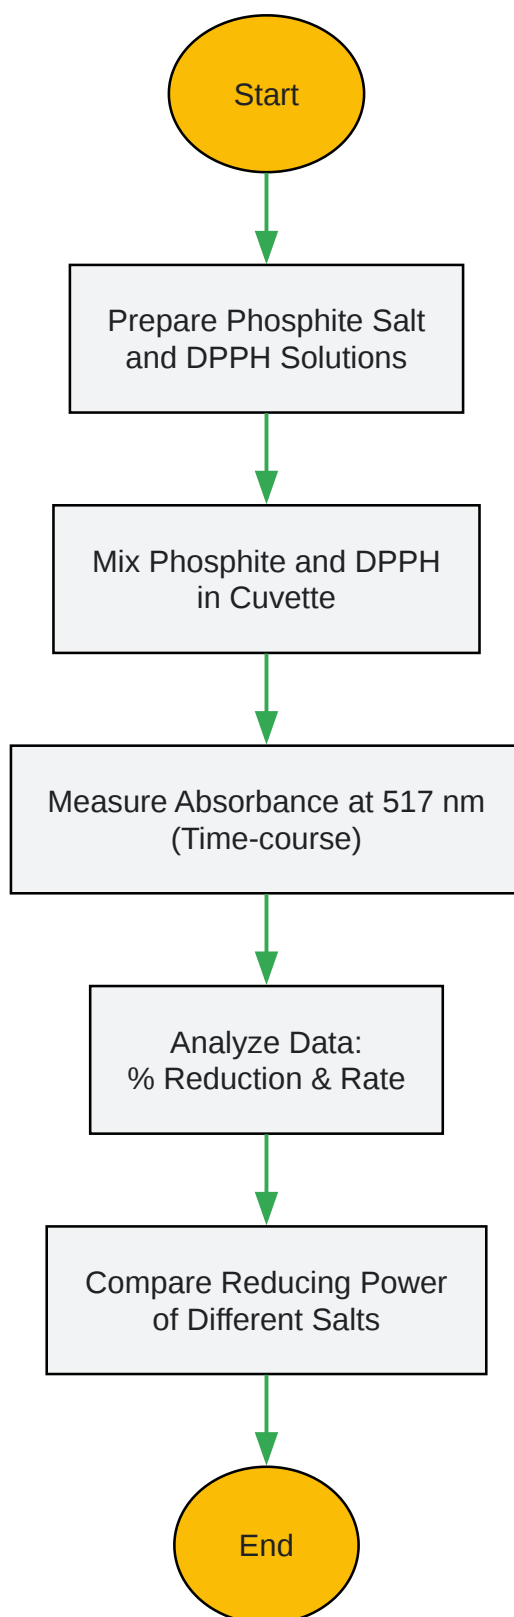 Start
Prepare Phosphite Salt
and DPPH Solutions
Mix Phosphite and DPPH
in Cuvette
Measure Absorbance at 517 nm
(Time-course)
Analyze Data:
% Reduction & Rate
Compare Reducing Power
of Different Salts
End